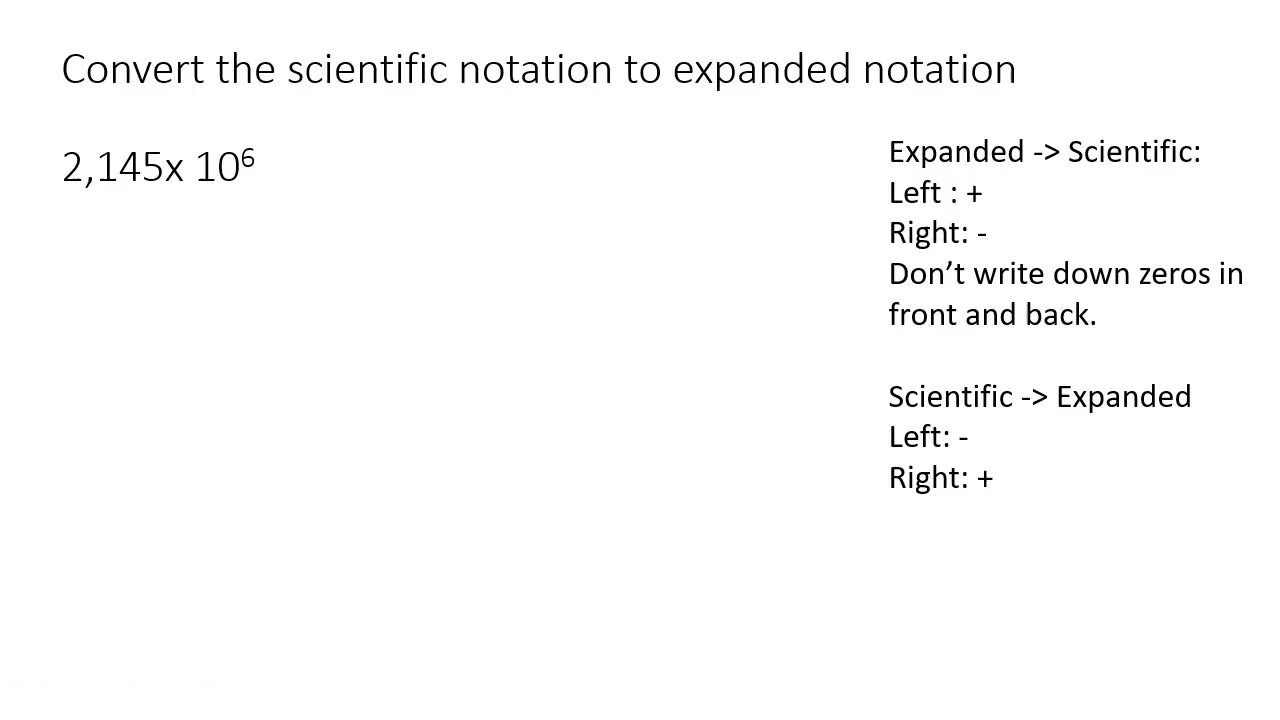 Convert the scientific notation to expanded notation
2,145x 10⁶
Expanded -> Scientific:
Left : +
Right: -
Don’t write down zeros in
front and back.
Scientific -> Expanded
Left: -
Right: +